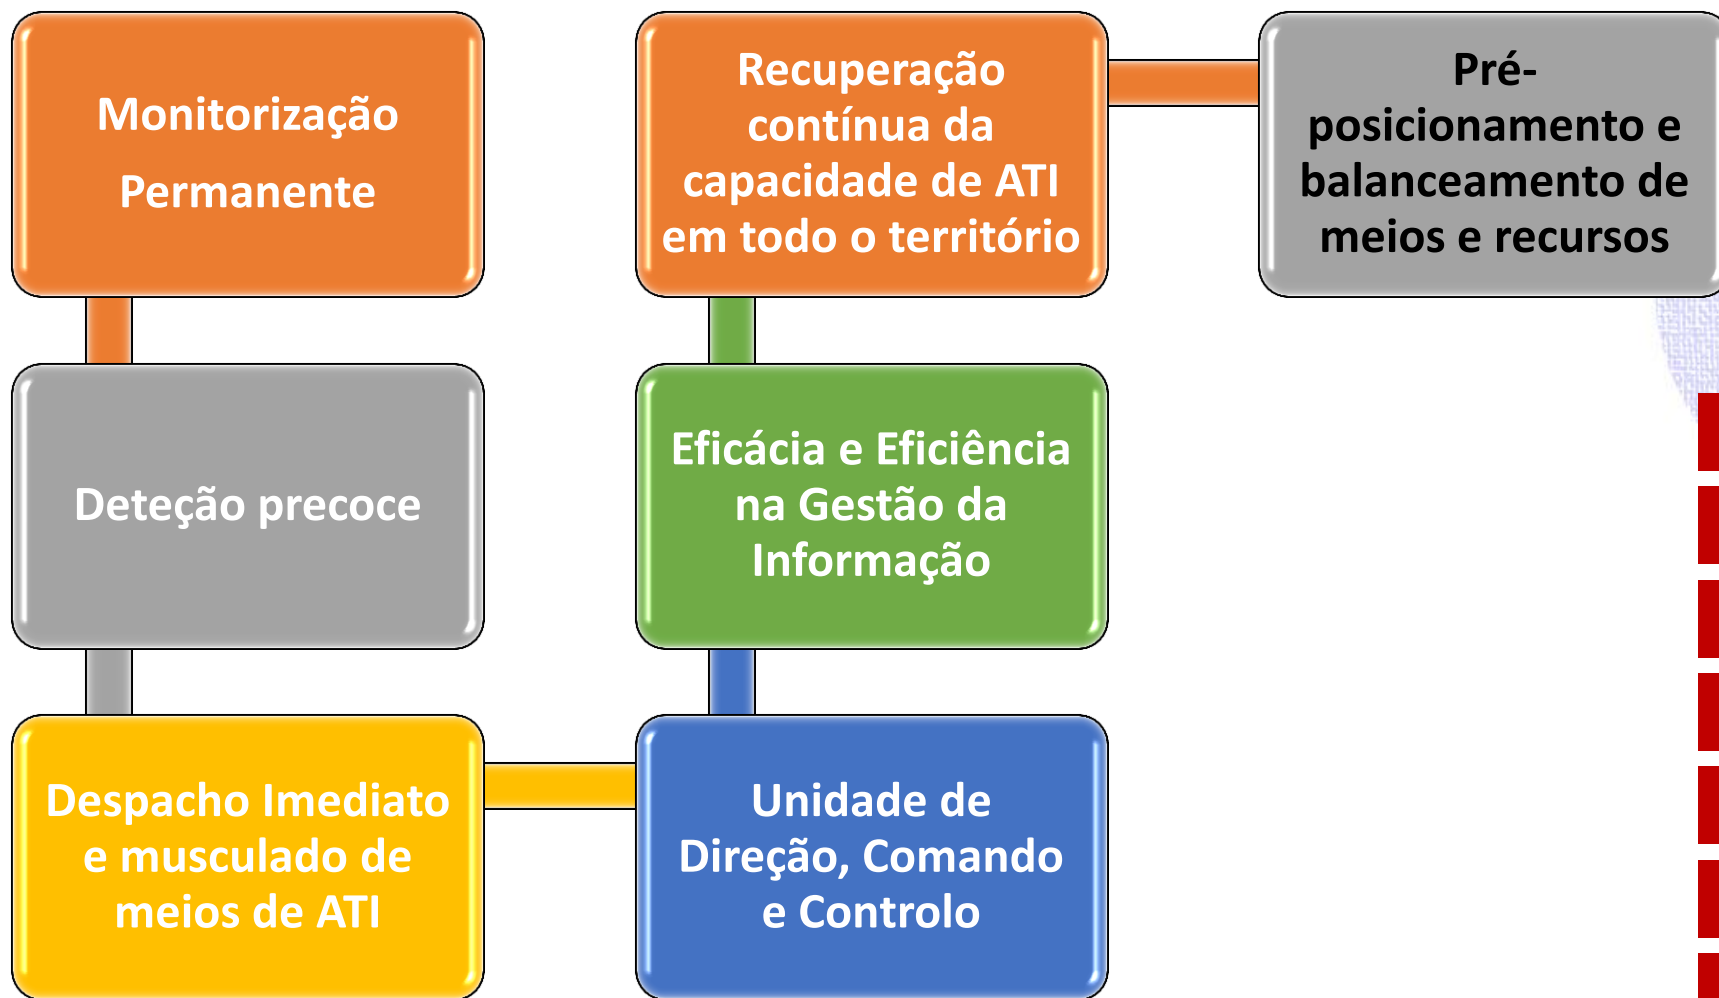 Monitorização
Permanente
Deteção precoce
Despacho Imediato
e musculado de
meios de ATI
Unidade de
Direção, Comando
e Controlo
Eficácia e Eficiência
na Gestão da
Informação
Recuperação
contínua da
capacidade de ATI
em todo o território
Pré-
posicionamento e
balanceamento de
meios e recursos